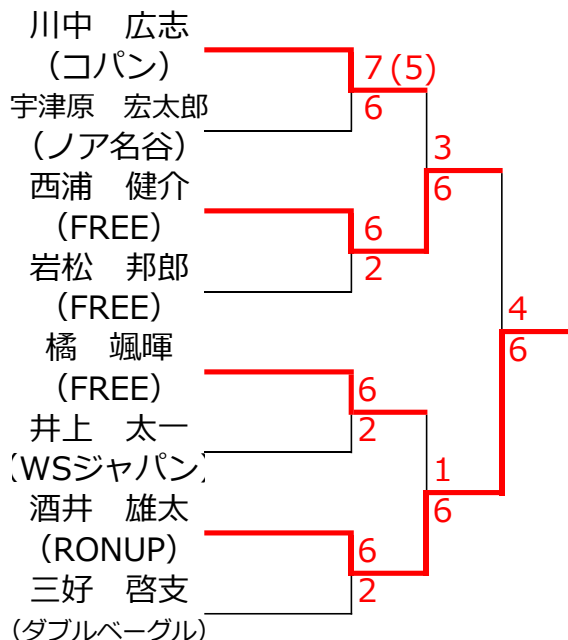 川中　広志
（コパン）
7 (5)
宇津原　宏太郎
6
（ノア名谷）
3
西浦　健介
6
（FREE）
6
岩松　邦郎
2
（FREE）
4
橘　颯暉
6
（FREE）
6
井上　太一
2
（WSジャパン）
1
酒井　雄太
6
（RONUP）
6
三好　啓支
2
（ダブルベーグル）